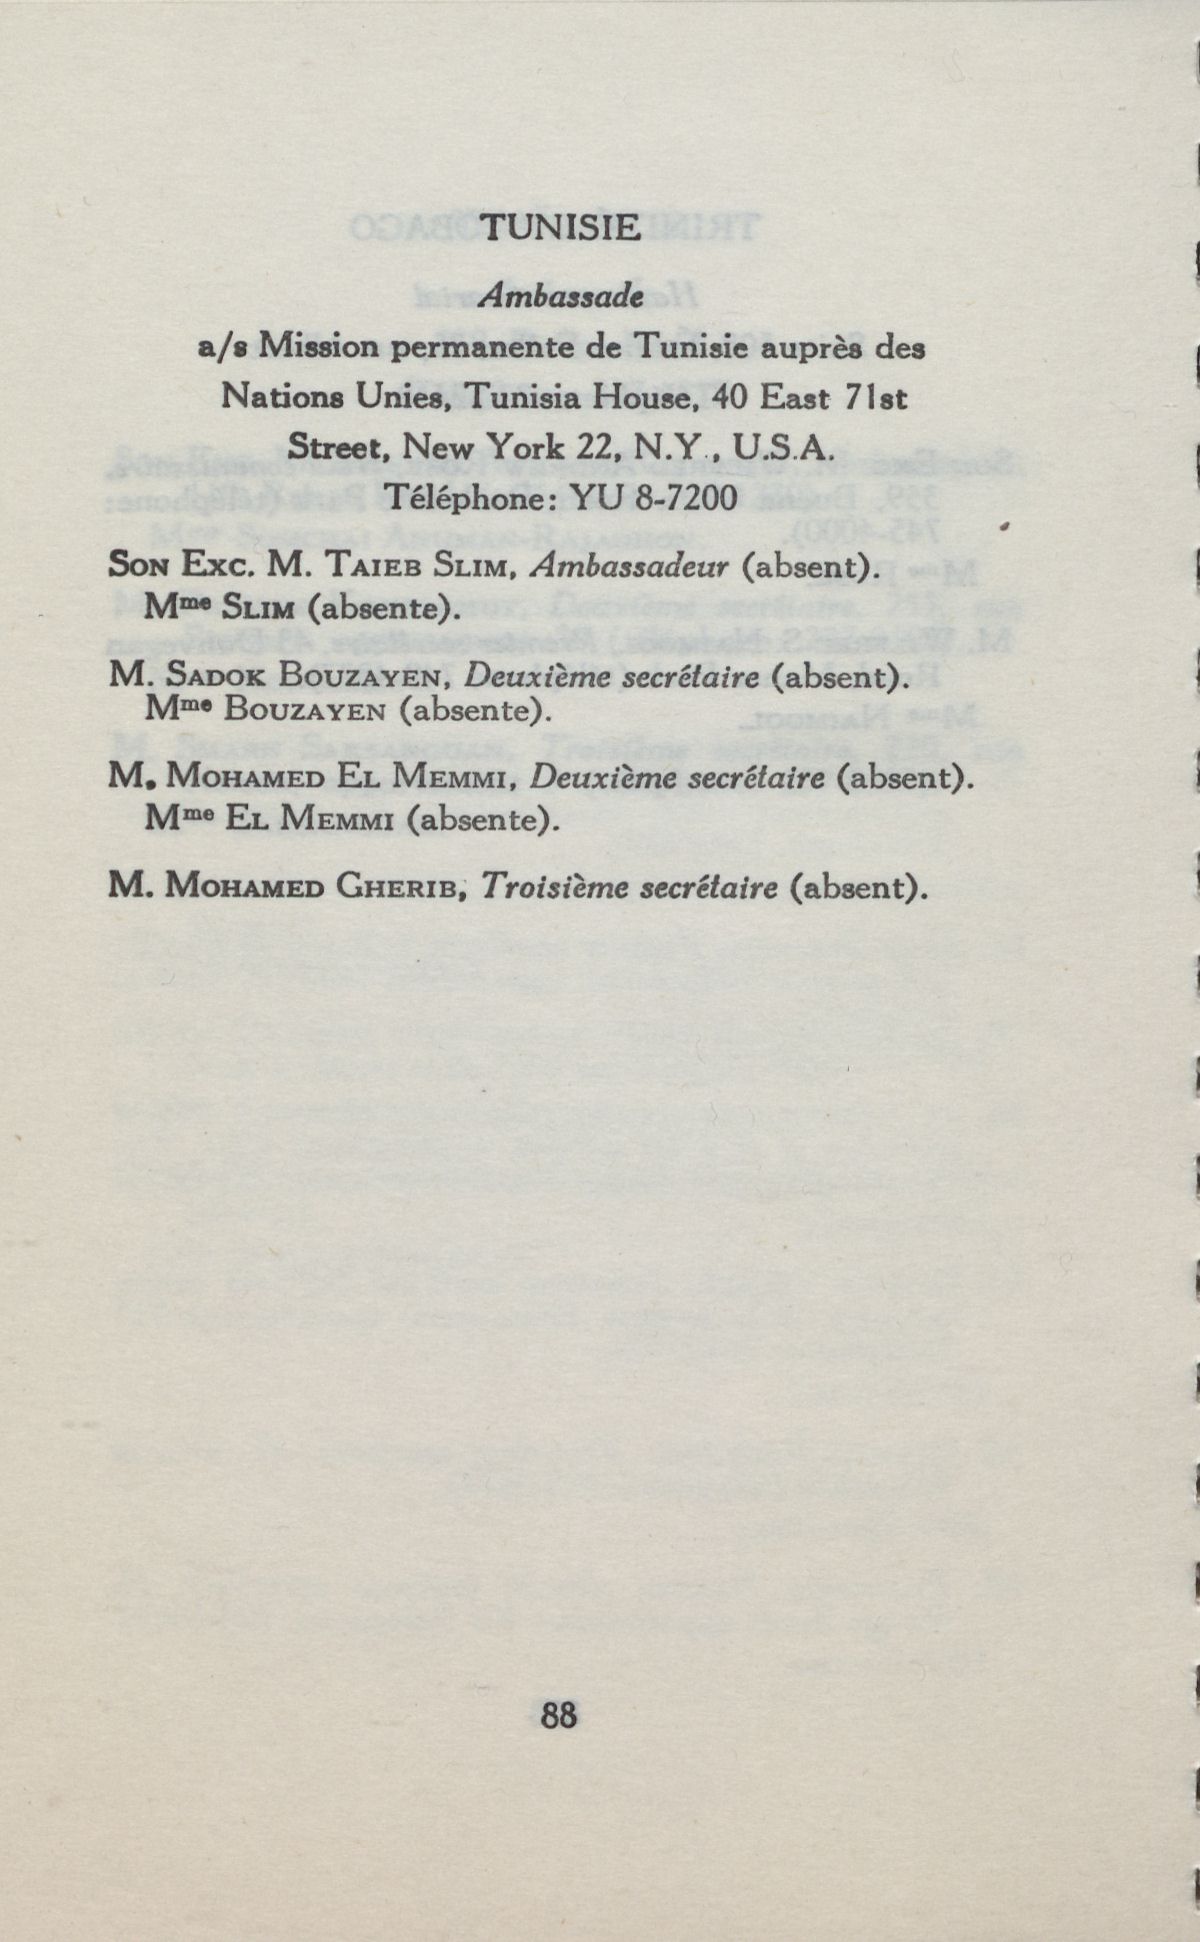 TUNISIE
Ambassade
a/s Mission permanente de Tunisie auprès des
Nations Unies, Tunisia House, 40 East 71st
Street, New York 22, N.Y., U.S.A.
Téléphone: YU 8-7200
Son Exc. M. Taieb Slim, Ambassadeur (absent).
Mme Slim (absente).
M. Sadok Bouzayen, Deuxième secrétaire (absent).
Mme Bouzayen (absente).
M. Mohamed El Memmi, Deuxième secrétaire (absent).
Mme El Memmi (absente).
M. Mohamed Gherib, Troisième secrétaire (absent).
88